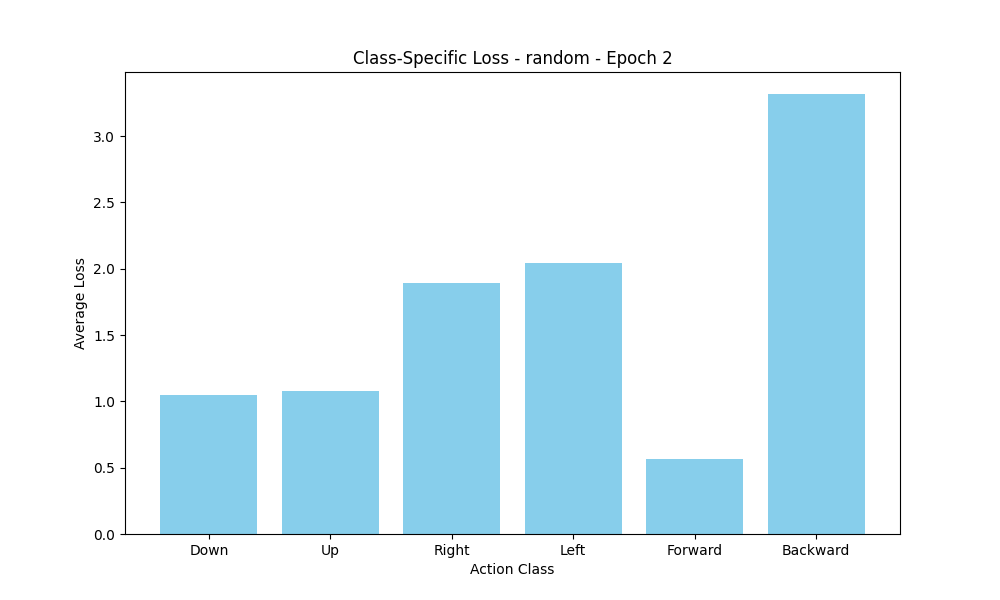 Class-Specific Loss - random - Epoch 2
Average Loss
3.0
2.5
2.0
1.5
1.0
0.5
0.0
Down Up Right Left Forward Backward
Action Class